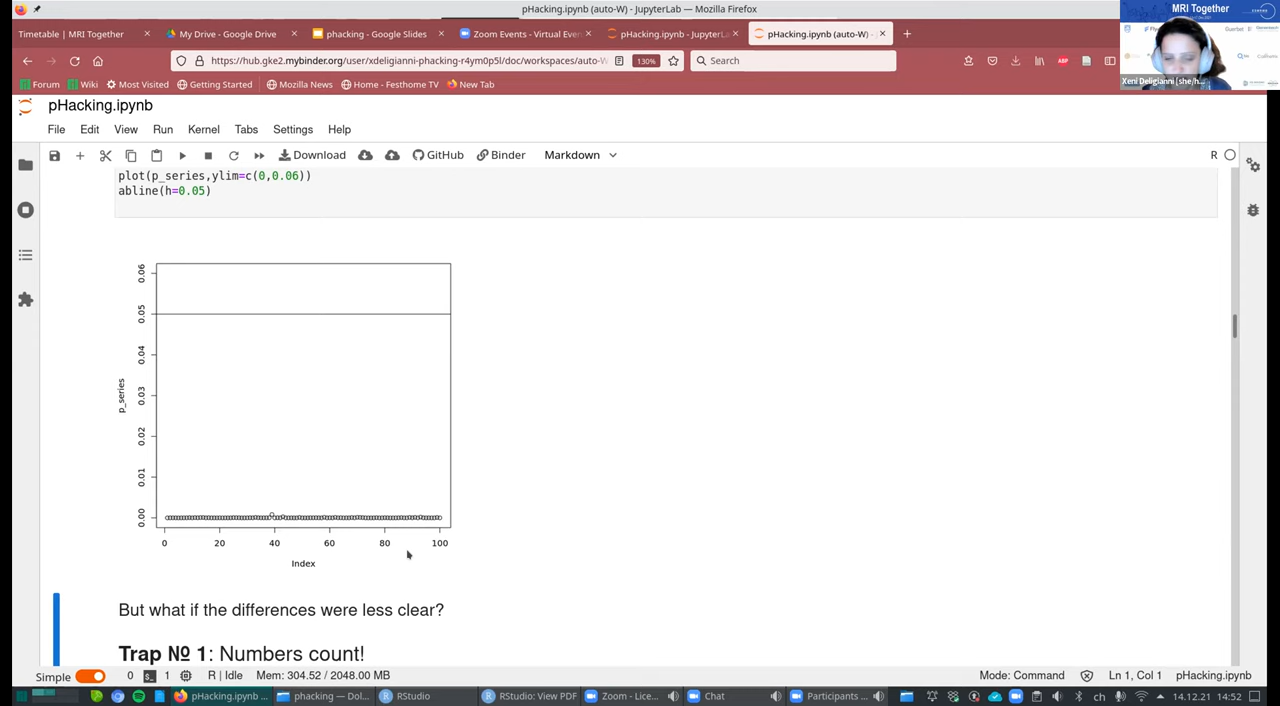 pHacking.ipynb (auto-W) - JupyterLab — Mozilla Firefox
Timetable | MRI Together
My Drive - Google Drive
phacking - Google Slides
Zoom Events - Virtual Ever
pHacking.ipynb - JupyterLa
pHacking.ipynb (auto-W) - J
https://hub.gke2.mybinder.org/user/xdeligianni-phacking-r4ym0p5l/doc/workspaces/auto-W
130%
Search
ABP
Forum
Wiki
Most Visited
Getting Started
Mozilla News
Home - Festhome TV
New Tab
MRI Together
Xeni Deligianni (she/h...
pHacking.ipynb
File Edit View Run Kernel Tabs Settings Help
Download
GitHub
Binder
Markdown
R
plot(p_series,ylim=c(0,0.06))
abline(h=0.05)
0.06
0.05
0.04
0.03
0.02
0.01
0.00
p_series
0 20 40 60 80 100
Index
But what if the differences were less clear?
Trap № 1: Numbers count!
Simple 0 1 R | Idle Mem: 304.52 / 2048.00 MB
Mode: Command Ln 1, Col 1 pHacking.ipynb
pHacking.ipynb ...
phacking — Dol...
RStudio
RStudio: View PDF
Zoom - Lice...
Chat
Participants ...
ch
14.12.21 14:52